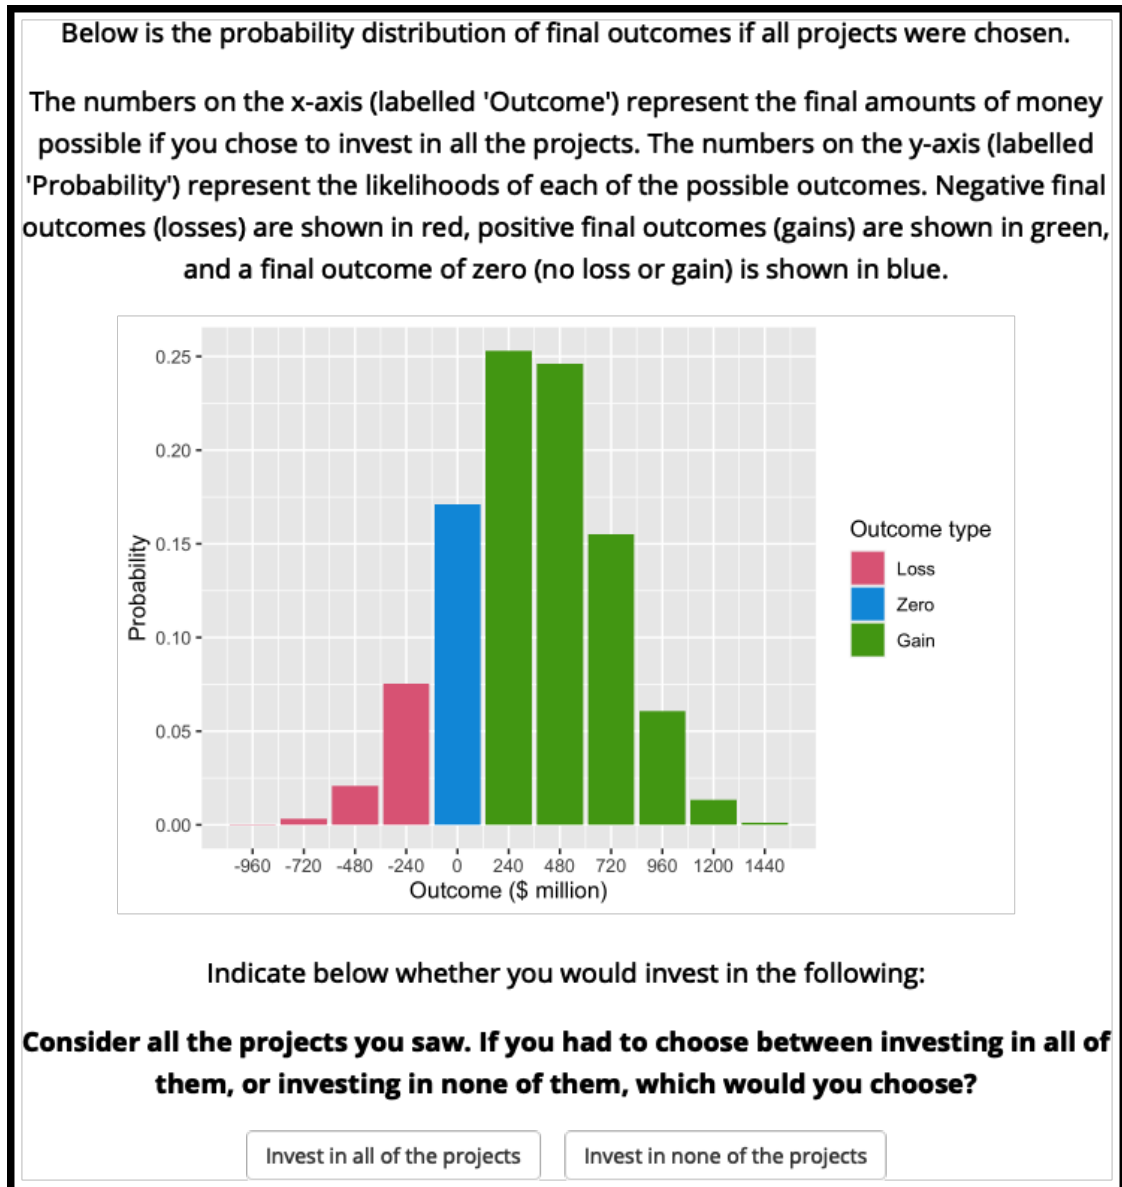 Below is the probability distribution of final outcomes if all projects were chosen.
The numbers on the x-axis (labelled 'Outcome') represent the final amounts of money
possible if you chose to invest in all the projects. The numbers on the y-axis (labelled
'Probability') represent the likelihoods of each of the possible outcomes. Negative final
outcomes (losses) are shown in red, positive final outcomes (gains) are shown in green,
and a final outcome of zero (no loss or gain) is shown in blue.
0.25
0.20
0.15
0.10
0.05
0.00
Probability
-960 -720 -480 -240 0 240 480 720 960 1200 1440
Outcome ($ million)
Outcome type
Loss
Zero
Gain
Indicate below whether you would invest in the following:
Consider all the projects you saw. If you had to choose between investing in all of
them, or investing in none of them, which would you choose?
Invest in all of the projects
Invest in none of the projects